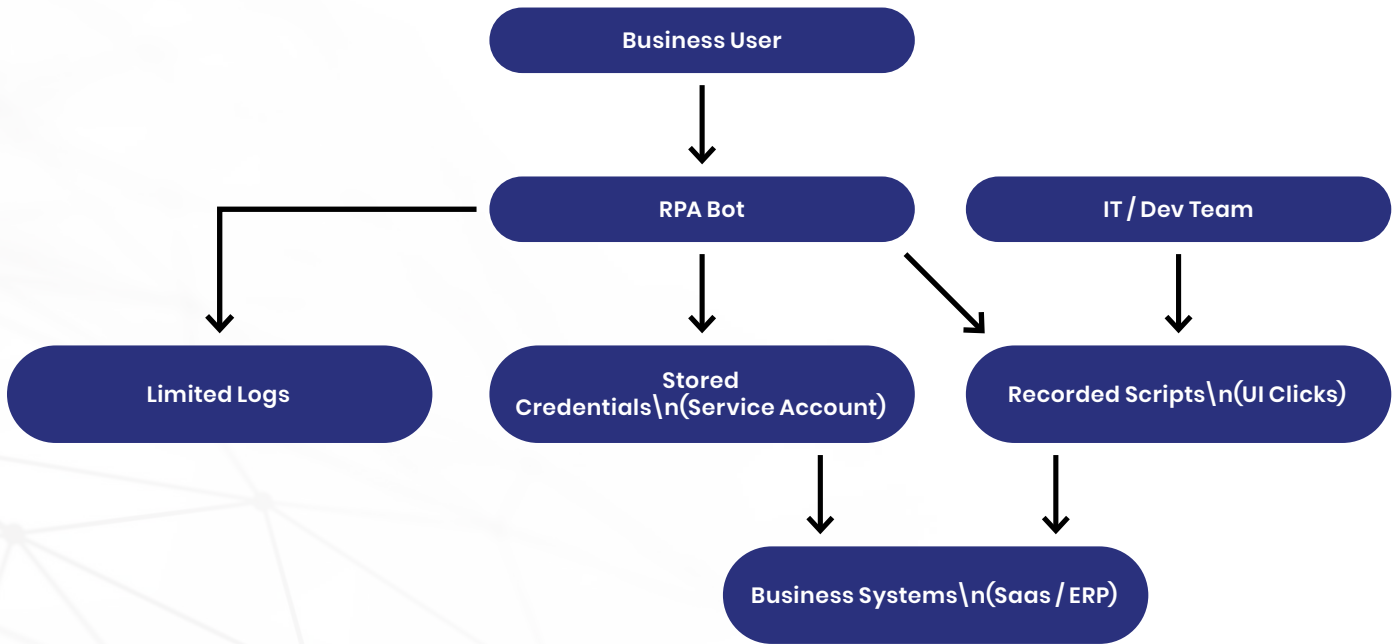 Business User
RPA Bot
IT / Dev Team
Limited Logs
Stored
Credentials\n(Service Account)
Recorded Scripts\n(UI Clicks)
Business Systems\n(Saas / ERP)